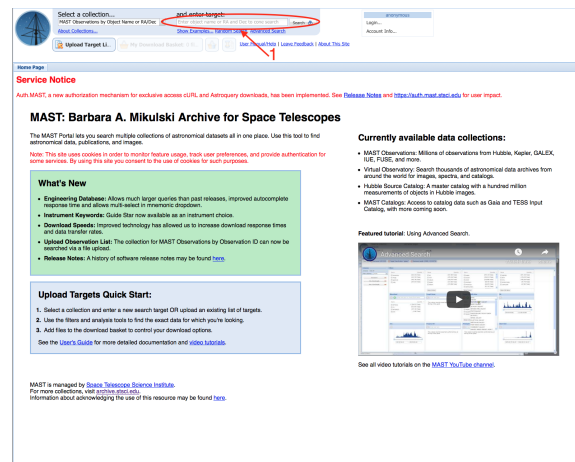 Select a collection...
and enter target:
MAST Observations by Object Name or RA/Dec
Enter object name or RA and Dec to cone search
Search
About Collections...
Show Examples... Random Search Advanced Search
anonymous
Login...
Account Info...
Upload Target Li..
My Download Basket:
User Manual/Help | Leave Feedback | About This Site
1
Home Page
Service Notice
Auth.MAST, a new authorization mechanism for exclusive access cURL and Astroquery downloads, has been implemented. See Release Notes and https://auth.mast.stsci.edu for user impact.
MAST: Barbara A. Mikulski Archive for Space Telescopes
The MAST Portal lets you search multiple collections of astronomical datasets all in one place. Use this tool to find
astronomical data, publications, and images.
Note: This site uses cookies in order to monitor feature usage, track user preferences, and provide authentication for
some services. By using this site you consent to the use of cookies for such purposes.
What's New
• Engineering Database: Allows much larger queries than past releases, improved autocomplete
response time and allows multi-select in mnemonic dropdown.
• Instrument Keywords: Guide Star now available as an instrument choice.
• Download Speeds: Improved technology has allowed us to increase download response times
and data transfer rates.
• Upload Observation List: The collection for MAST Observations by Observation ID can now be
searched via a file upload.
• Release Notes: A history of software release notes may be found here.
Upload Targets Quick Start:
1. Select a collection and enter a new search target OR upload an existing list of targets.
2. Use the filters and analysis tools to find the exact data for which you're looking.
3. Add files to the download basket to control your download options.
See the User's Guide for more detailed documentation and video tutorials.
MAST is managed by Space Telescope Science Institute.
For more collections, visit archive.stsci.edu.
Information about acknowledging the use of this resource may be found here.
Currently available data collections:
• MAST Observations: Millions of observations from Hubble, Kepler, GALEX,
IUE, FUSE, and more.
• Virtual Observatory: Search thousands of astronomical data archives from
around the world for images, spectra, and catalogs.
• Hubble Source Catalog: A master catalog with a hundred million
measurements of objects in Hubble images.
• MAST Catalogs: Access to catalog data such as Gaia and TESS Input
Catalog, with more coming soon.
Featured tutorial: Using Advanced Search.
Advanced Search
See all video tutorials on the MAST YouTube channel.